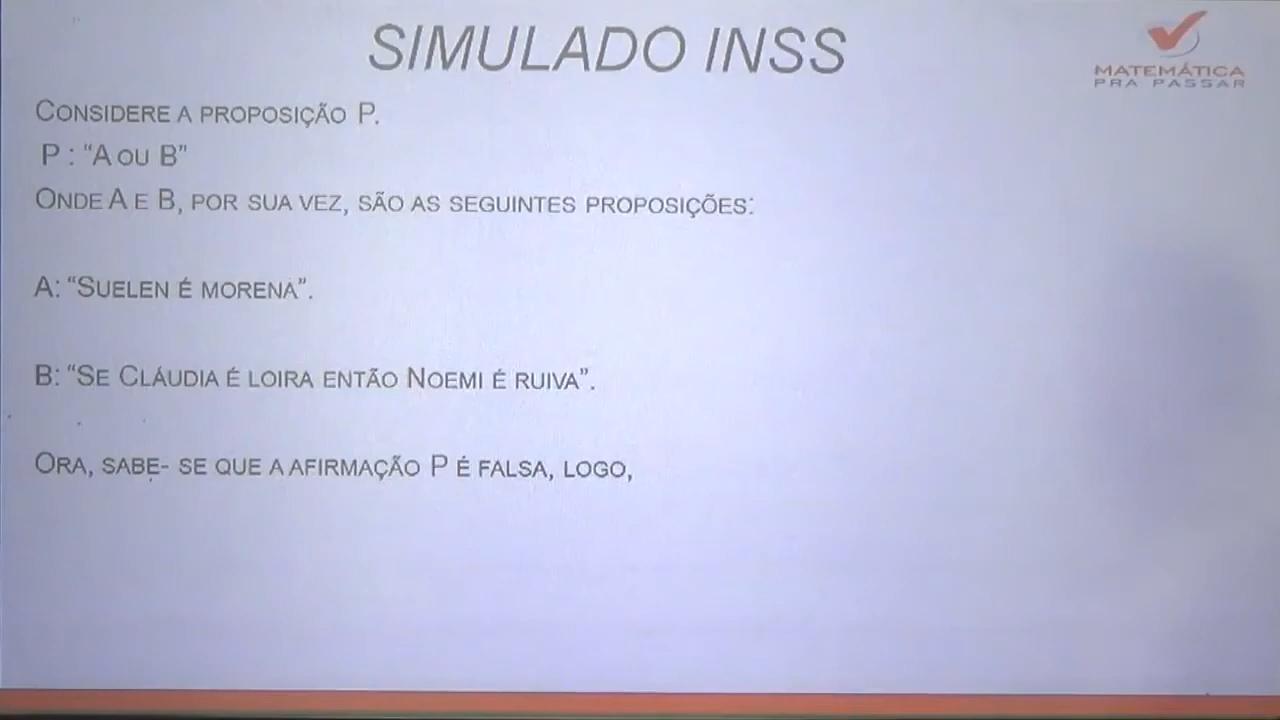 SIMULADO INSS
MATEMÁTICA
PRA PASSAR
CONSIDERE A PROPOSIÇÃO P.
P : “A OU B”
ONDE A E B, POR SUA VEZ, SÃO AS SEGUINTES PROPOSIÇÕES:
A: “SUELEN É MORENA”.
B: “SE CLÁUDIA É LOIRA ENTÃO NOEMI É RUIVA”.
ORA, SABE- SE QUE A AFIRMAÇÃO P É FALSA, LOGO,